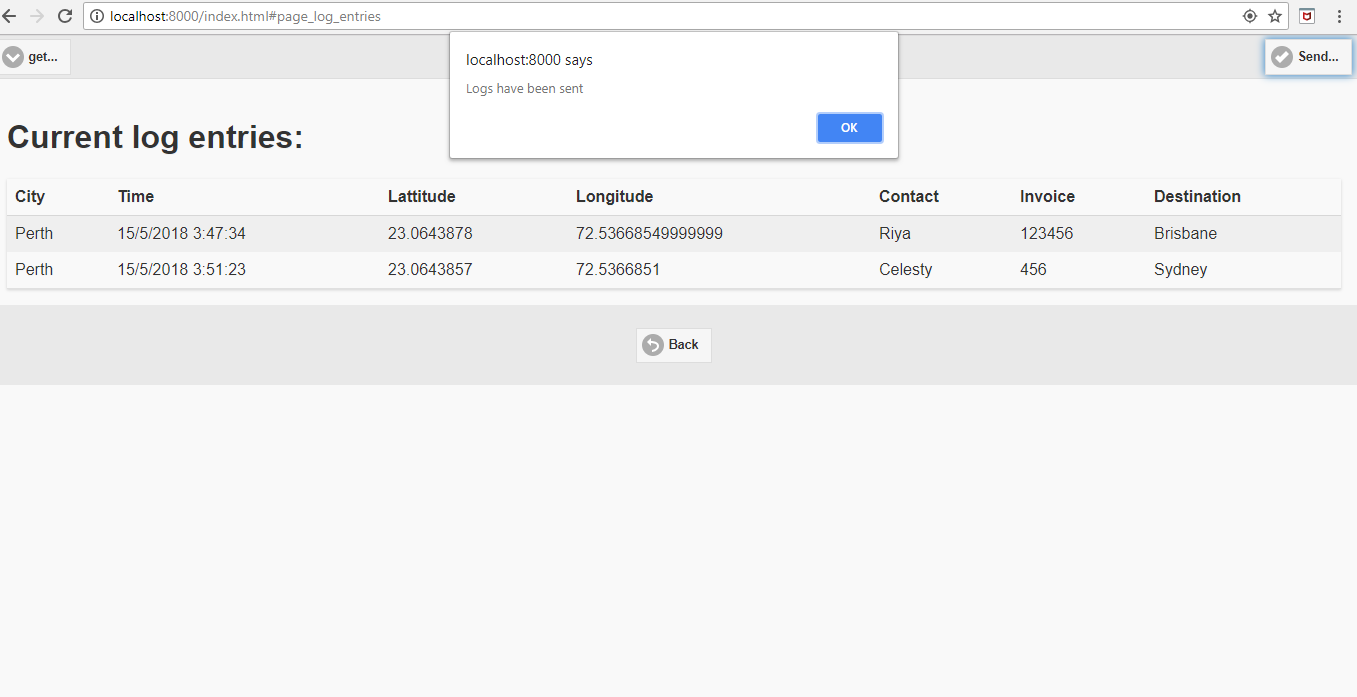 localhost:8000/index.html#page_log_entries
get...
localhost:8000 says
Logs have been sent
OK
Send...
Current log entries:
City Time Lattitude Longitude Contact Invoice Destination
Perth 15/5/2018 3:47:34 23.0643878 72.53668549999999 Riya 123456 Brisbane
Perth 15/5/2018 3:51:23 23.0643857 72.5366851 Celesty 456 Sydney
Back